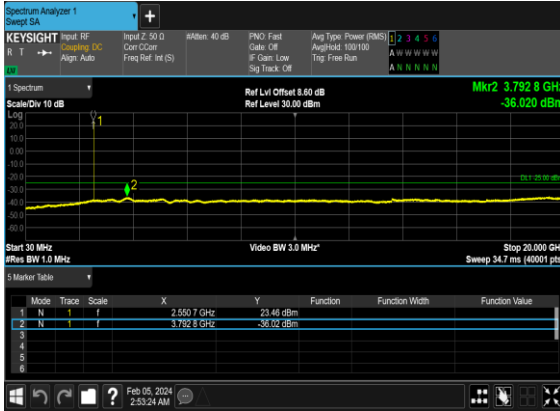 Spectrum Analyzer 1
Swept SA
+
KEYSIGHT Input: RF Input Z: 50 Ω #Atten: 40 dB PNO: Fast Avg Type: Power (RMS) 1 2 3 4 5 6
R T Coupling: DC Corr CCorr Gate: Off Avg|Hold: 100/100 A W W W W W
Align: Auto Freq Ref: Int (S) IF Gain: Low Trig: Free Run
Sig Track: Off A N N N N N
1 Spectrum Ref Lvl Offset 8.60 dB Mkr2 3.792 8 GHz
Scale/Div 10 dB Ref Level 30.00 dBm -36.020 dBm
Log
1
20.0
10.0
0.00
-10.0
-20.0
DL1 -25.00 dBm
-30.0
2
-40.0
-50.0
-60.0
Start 30 MHz Video BW 3.0 MHz* Stop 20.000 GH
#Res BW 1.0 MHz Sweep 34.7 ms (40001 pts
5 Marker Table
Mode Trace Scale X Y Function Function Width Function Value
1 N 1 f 2.550 7 GHz 23.46 dBm
2 N 1 f 3.792 8 GHz -36.02 dBm
3
4
5
6
? Feb 05, 2024
2:53:24 AM